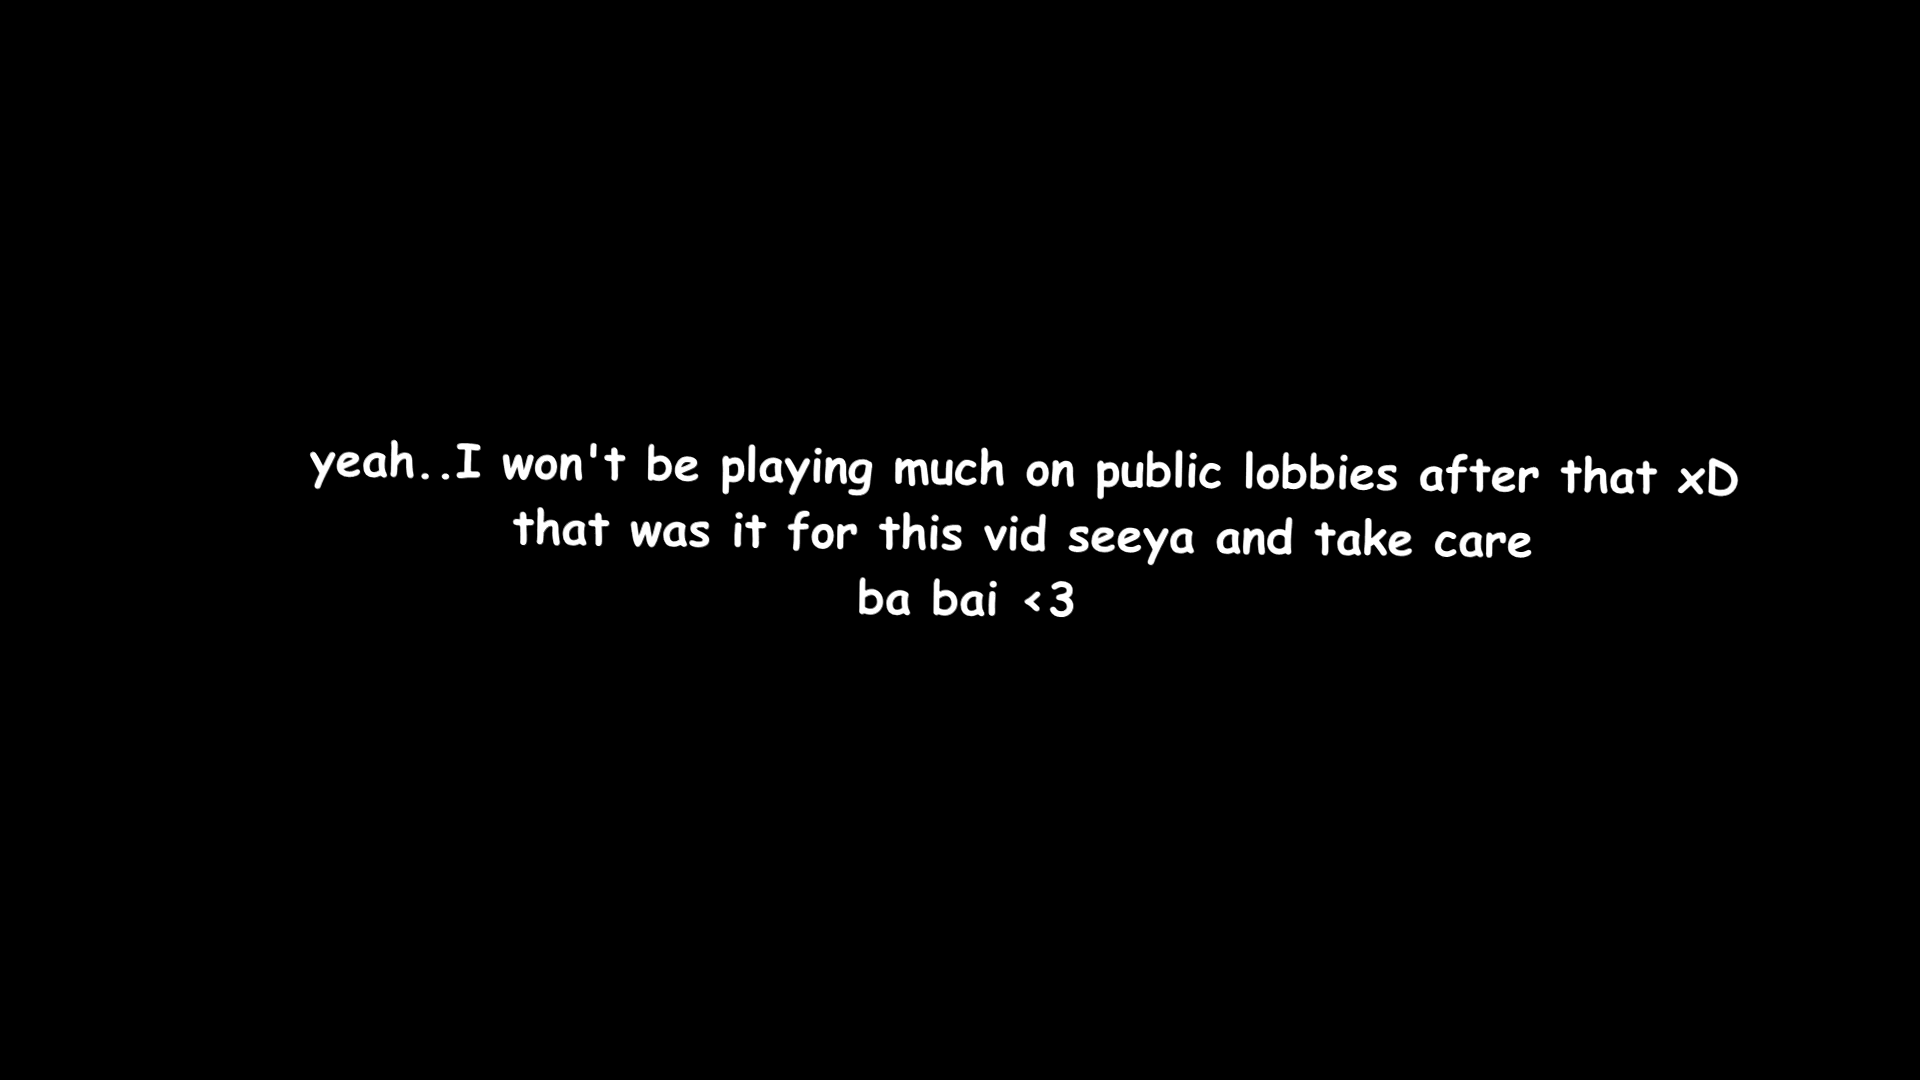 yeah..I won't be playing much on public lobbies after that xD
that was it for this vid seeya and take care
ba bai <3